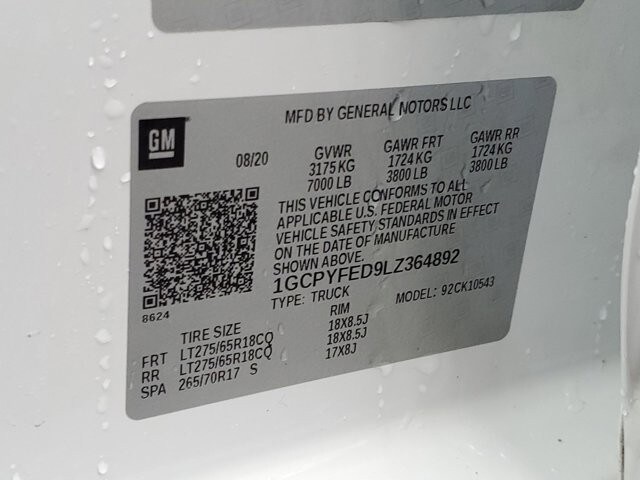 GM
MFD BY GENERAL MOTORS LLC
08/20
GVWR GAWR FRT GAWR RR
3175 KG 1724 KG 1724 KG
7000 LB 3800 LB 3800 LB
THIS VEHICLE CONFORMS TO ALL
APPLICABLE U.S. FEDERAL MOTOR
VEHICLE SAFETY STANDARDS IN EFFECT
ON THE DATE OF MANUFACTURE
SHOWN ABOVE.
1GCPYFED9LZ364892
TYPE: TRUCK MODEL: 92CK10543
8624
TIRE SIZE RIM
FRT LT275/65R18CQ 18X8.5J
RR LT275/65R18CQ 18X8.5J
SPA 265/70R17 S 17X8J